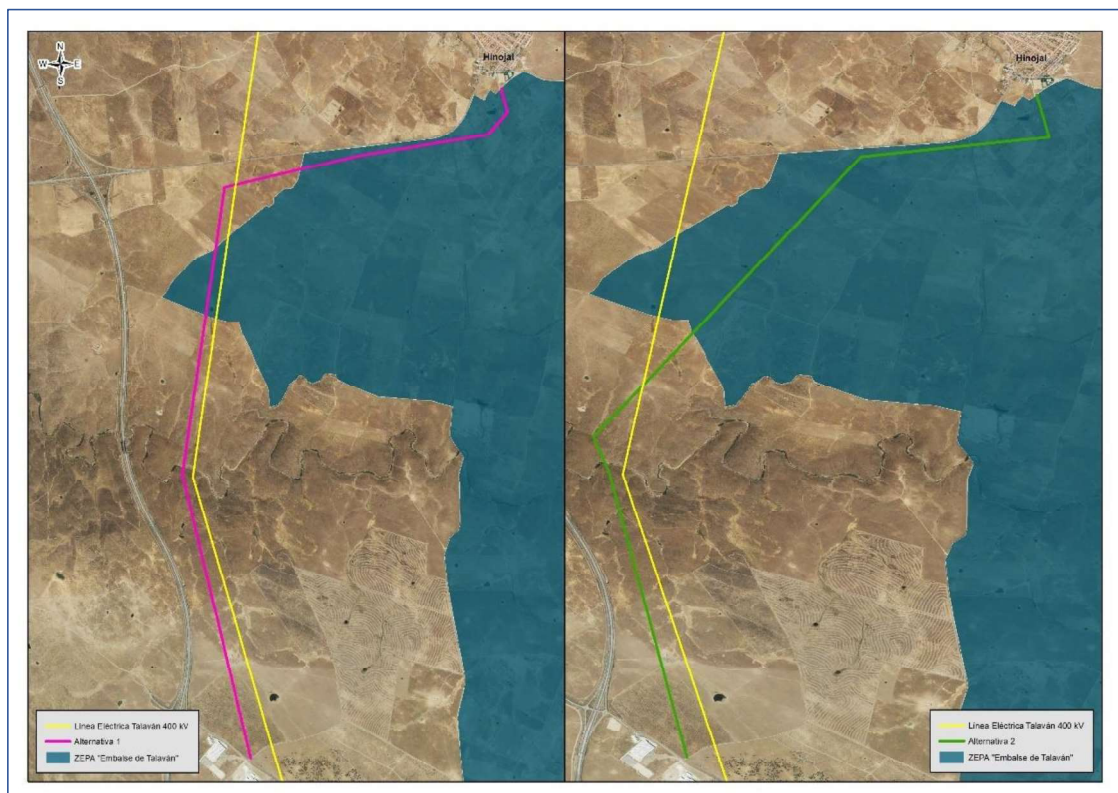 N
W E
S
Hinojal
Línea Eléctrica Talaván 400 kV
Alternativa 1
ZEPA "Embalse de Talaván"
Hinojal
Línea Eléctrica Talaván 400 kV
Alternativa 2
ZEPA "Embalse de Talaván"